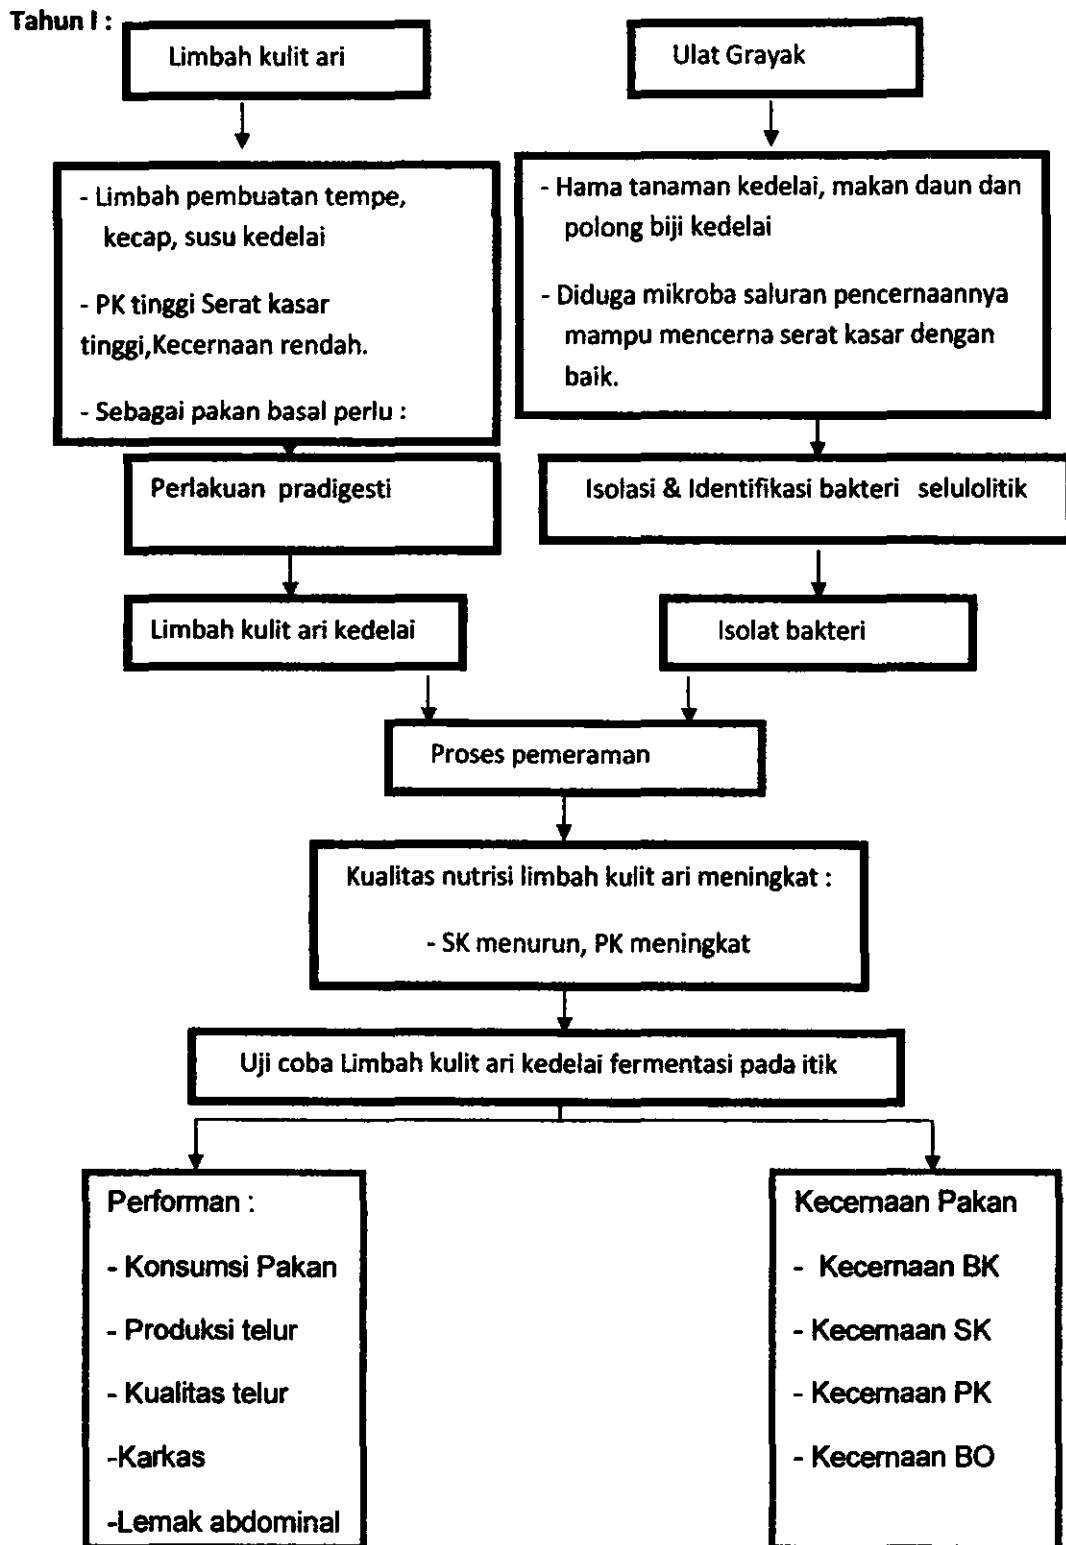 Tahun I :
Limbah kulit ari
Ulat Grayak
- Limbah pembuatan tempe,
kecap, susu kedelai
- PK tinggi Serat kasar
tinggi,Kecernaan rendah.
- Sebagai pakan basal perlu :
- Hama tanaman kedelai, makan daun dan
polong biji kedelai
- Diduga mikroba saluran pencernaannya
mampu mencerna serat kasar dengan
baik.
Perlakuan pradigesti
Isolasi & Identifikasi bakteri selulolitik
Limbah kulit ari kedelai
Isolat bakteri
Proses pemeraman
Kualitas nutrisi limbah kulit ari meningkat :
- SK menurun, PK meningkat
Uji coba Limbah kulit ari kedelai fermentasi pada itik
Performan :
- Konsumsi Pakan
- Produksi telur
- Kualitas telur
-Karkas
-Lemak abdominal
Kecernaan Pakan
- Kecernaan BK
- Kecernaan SK
- Kecernaan PK
- Kecernaan BO